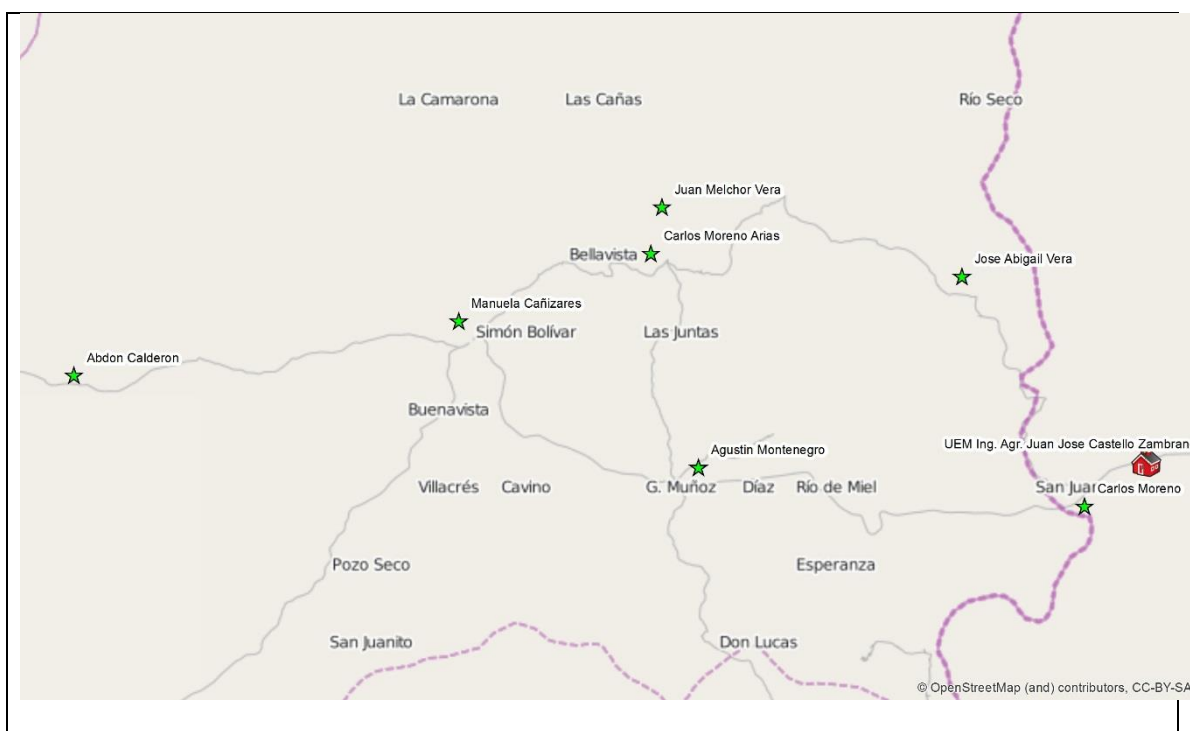 La Camarona
Las Cañas
Río Seco
Juan Melchor Vera
Carlos Moreno Arias
Bellavista
Jose Abigail Vera
Manuela Cañizares
Simón Bolívar
Las Juntas
Abdon Calderon
Buenavista
UEM Ing. Agr. Juan Jose Castello Zambran
Agustin Montenegro
Villacrés
Cavino
G. Muñoz
Díaz
Río de Miel
San Juan
Carlos Moreno
Pozo Seco
Esperanza
San Juanito
Don Lucas
© OpenStreetMap (and) contributors, CC-BY-SA